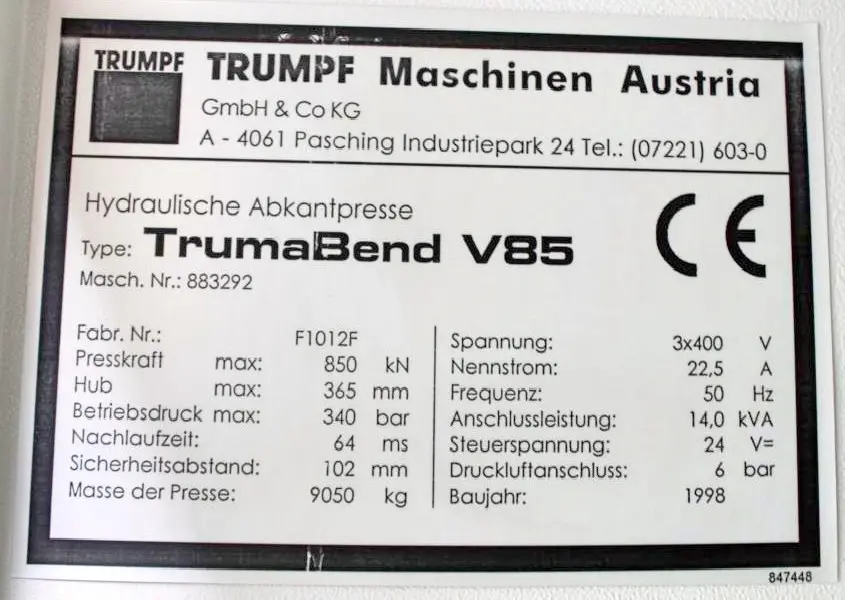 TRUMPF
TRUMPF Maschinen Austria
GmbH & Co KG
A - 4061 Pasching Industriepark 24 Tel.: (07221) 603-0
Hydraulische Abkantpresse
Type: TrumaBend V85
Masch. Nr.: 883292
CE
Fabr. Nr.: F1012F
Presskraft max: 850 kN
Hub max: 365 mm
Betriebsdruck max: 340 bar
Nachlaufzeit: 64 ms
Sicherheitsabstand: 102 mm
Masse der Presse: 9050 kg
Spannung: 3x400 V
Nennstrom: 22,5 A
Frequenz: 50 Hz
Anschlussleistung: 14,0 kVA
Steuerspannung: 24 V=
Druckluftanschluss: 6 bar
Baujahr: 1998
847448